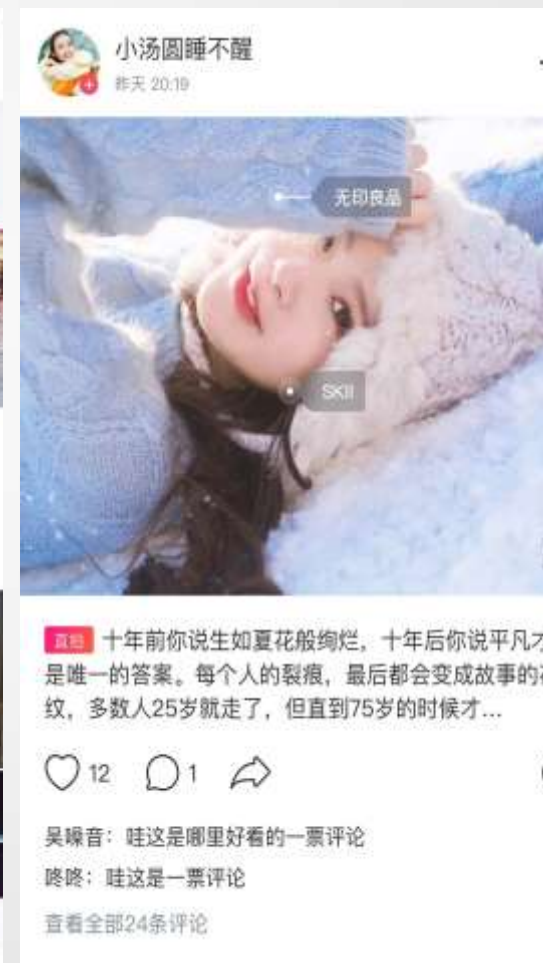 小汤圆睡不醒
昨天 20:19
无印良品
SKII
直拍 十年前你说生如夏花般绚烂，十年后你说平凡才
是唯一的答案。每个人的裂痕，最后都会变成故事的花
纹，多数人25岁就走了，但直到75岁的时候才...
12 1
吴噪音：哇这是哪里好看的一票评论
咚咚：哇这是一票评论
查看全部24条评论